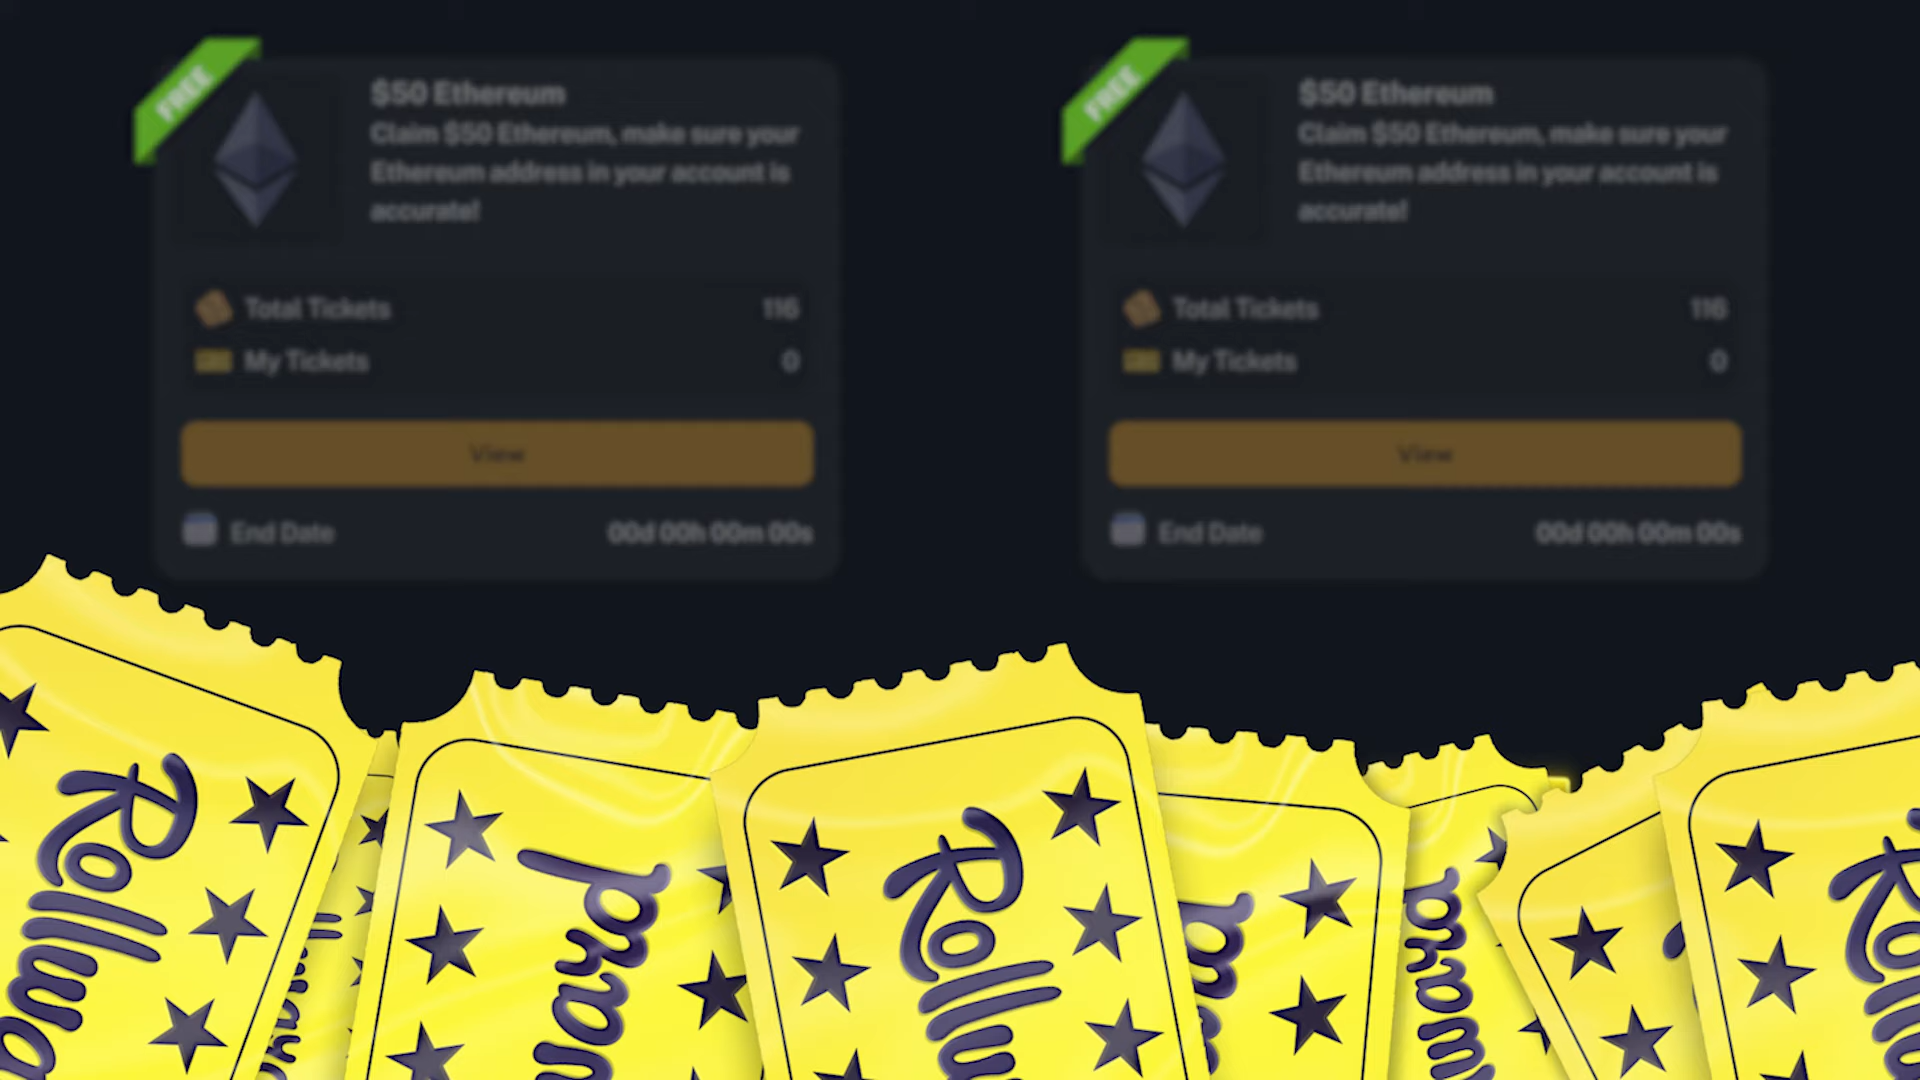 FREE
$50 Ethereum
Claim $50 Ethereum, make sure your
Ethereum address in your account is
accurate!
Total Tickets 116
My Tickets 0
View
End Date 00d 00h 00m 00s
FREE
$50 Ethereum
Claim $50 Ethereum, make sure your
Ethereum address in your account is
accurate!
Total Tickets 116
My Tickets 0
View
End Date 00d 00h 00m 00s
Rollwa
ward
Rollw
Roll